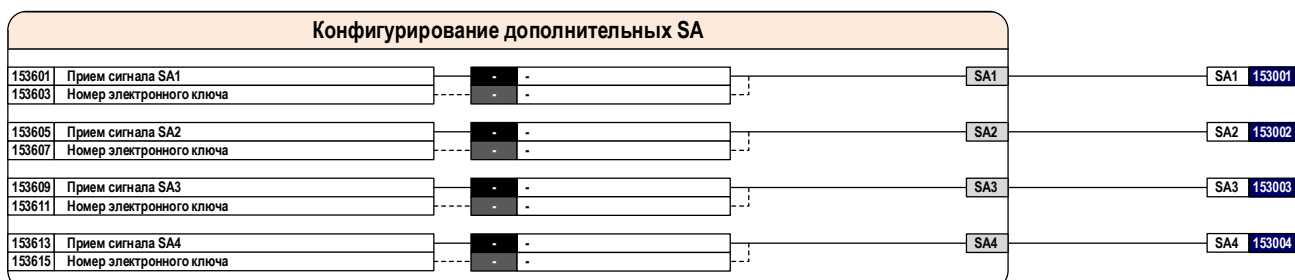 Конфигурирование дополнительных SA
153601 Прием сигнала SA1 - - SA1 SA1 153001
153603 Номер электронного ключа - -
153605 Прием сигнала SA2 - - SA2 SA2 153002
153607 Номер электронного ключа - -
153609 Прием сигнала SA3 - - SA3 SA3 153003
153611 Номер электронного ключа - -
153613 Прием сигнала SA4 - - SA4 SA4 153004
153615 Номер электронного ключа - -